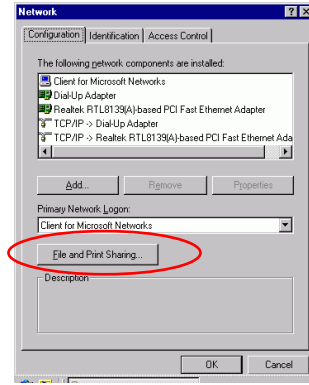 Network
Configuration Identification Access Control
The following network components are installed:
Client for Microsoft Networks
Dial-Up Adapter
Realtek RTL8139(A)-based PCI Fast Ethernet Adapter
TCP/IP -> Dial-Up Adapter
TCP/IP -> Realtek RTL8139(A)-based PCI Fast Ethernet Ada
Add... Remove Properties
Primary Network Logon:
Client for Microsoft Networks
File and Print Sharing...
Description
OK Cancel